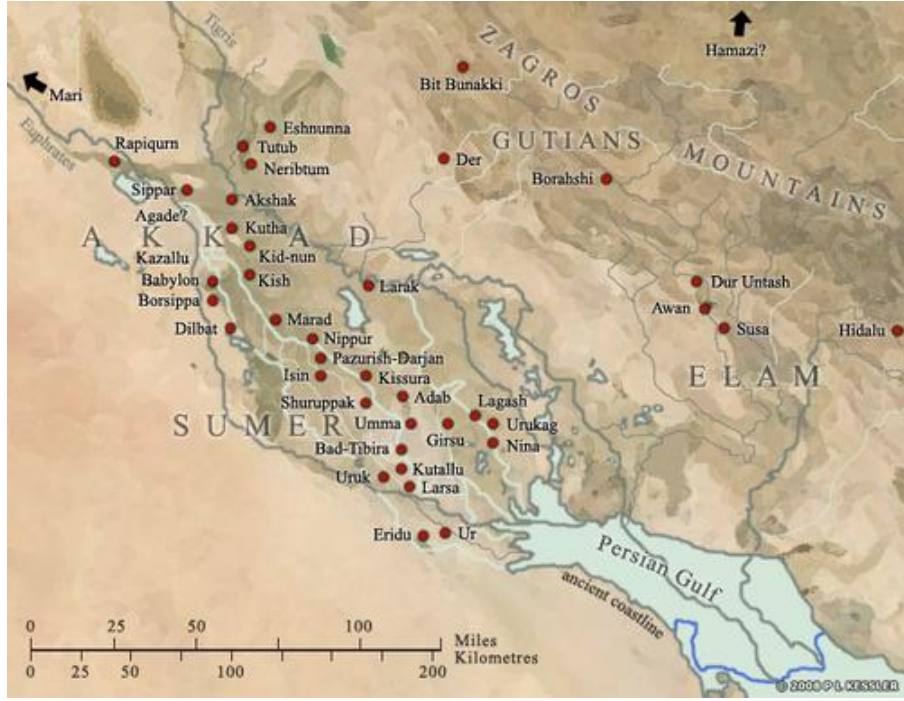 Tigris
ZAGROS
Hamazi?
Bit Bunakki
Mari
Euphrates
Eshnunna
GUTIANS
MOUNTAINS
Rapiqurn
Tutub
Der
Neribtum
Borahshi
Sippar
Akshak
Agade?
Kutha
AKKAD
Kazallu
Kid-nun
Babylon
Kish
Larak
Dur Untash
Borsippa
Awan
Dilbat
Marad
Susa
Hidalu
Nippur
Pazurish-Darjan
Isin
Kissura
ELAM
Adab
Shuruppak
Lagash
SUMER
Umma
Urukag
Girsu
Bad-Tibira
Nina
Uruk
Kutallu
Larsa
Eridu
Ur
Persian Gulf
ancient coastline
0 25 50 100 Miles
0 25 50 100 200 Kilometres
© 2008 P L KESSLER